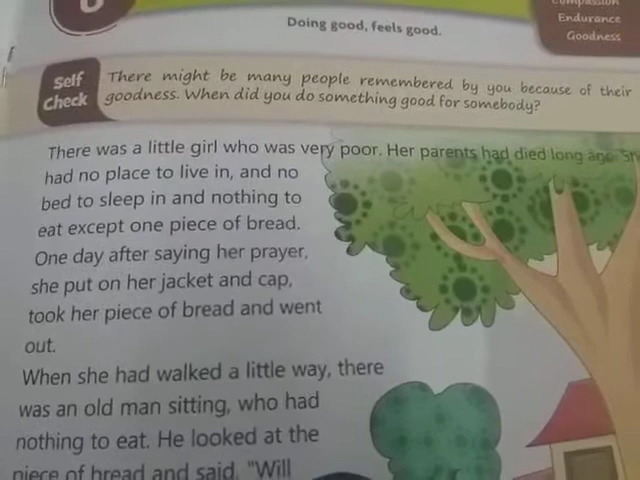 Compassion
Endurance
Goodness
Doing good, feels good.
Self
Check
There might be many people remembered by you because of their
goodness. When did you do something good for somebody?
There was a little girl who was very poor. Her parents had died long ago.
had no place to live in, and no
bed to sleep in and nothing to
eat except one piece of bread.
One day after saying her prayer,
she put on her jacket and cap,
took her piece of bread and went
out.
When she had walked a little way, there
was an old man sitting, who had
nothing to eat. He looked at the
piece of bread and said, "Will